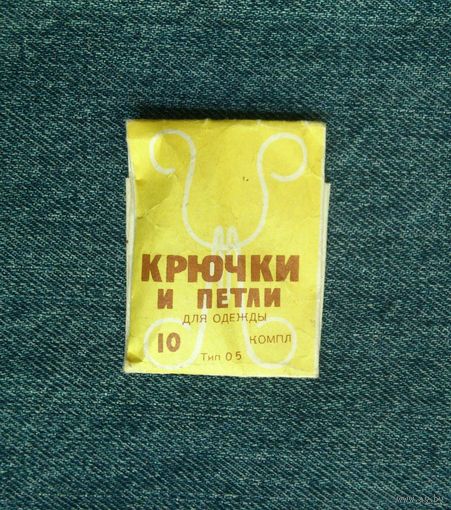 КРЮЧКИ
И ПЕТЛИ
ДЛЯ ОДЕЖДЫ
10 КОМПЛ
Тип 05